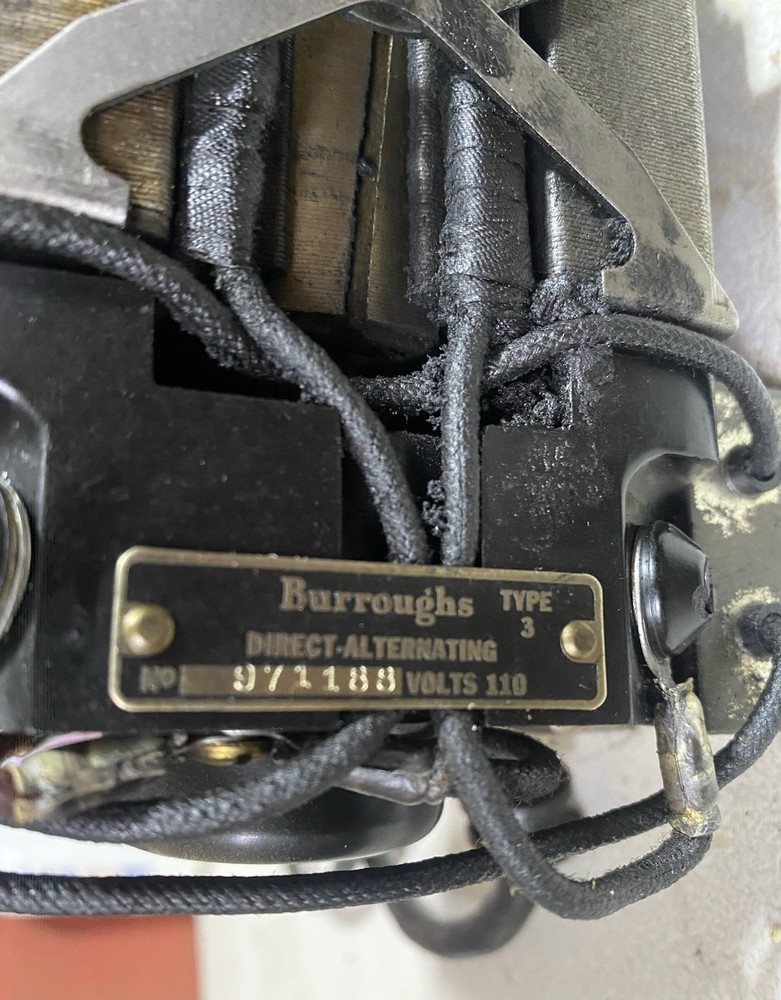 Burroughs TYPE 3
DIRECT-ALTERNATING
No 971188 VOLTS 110